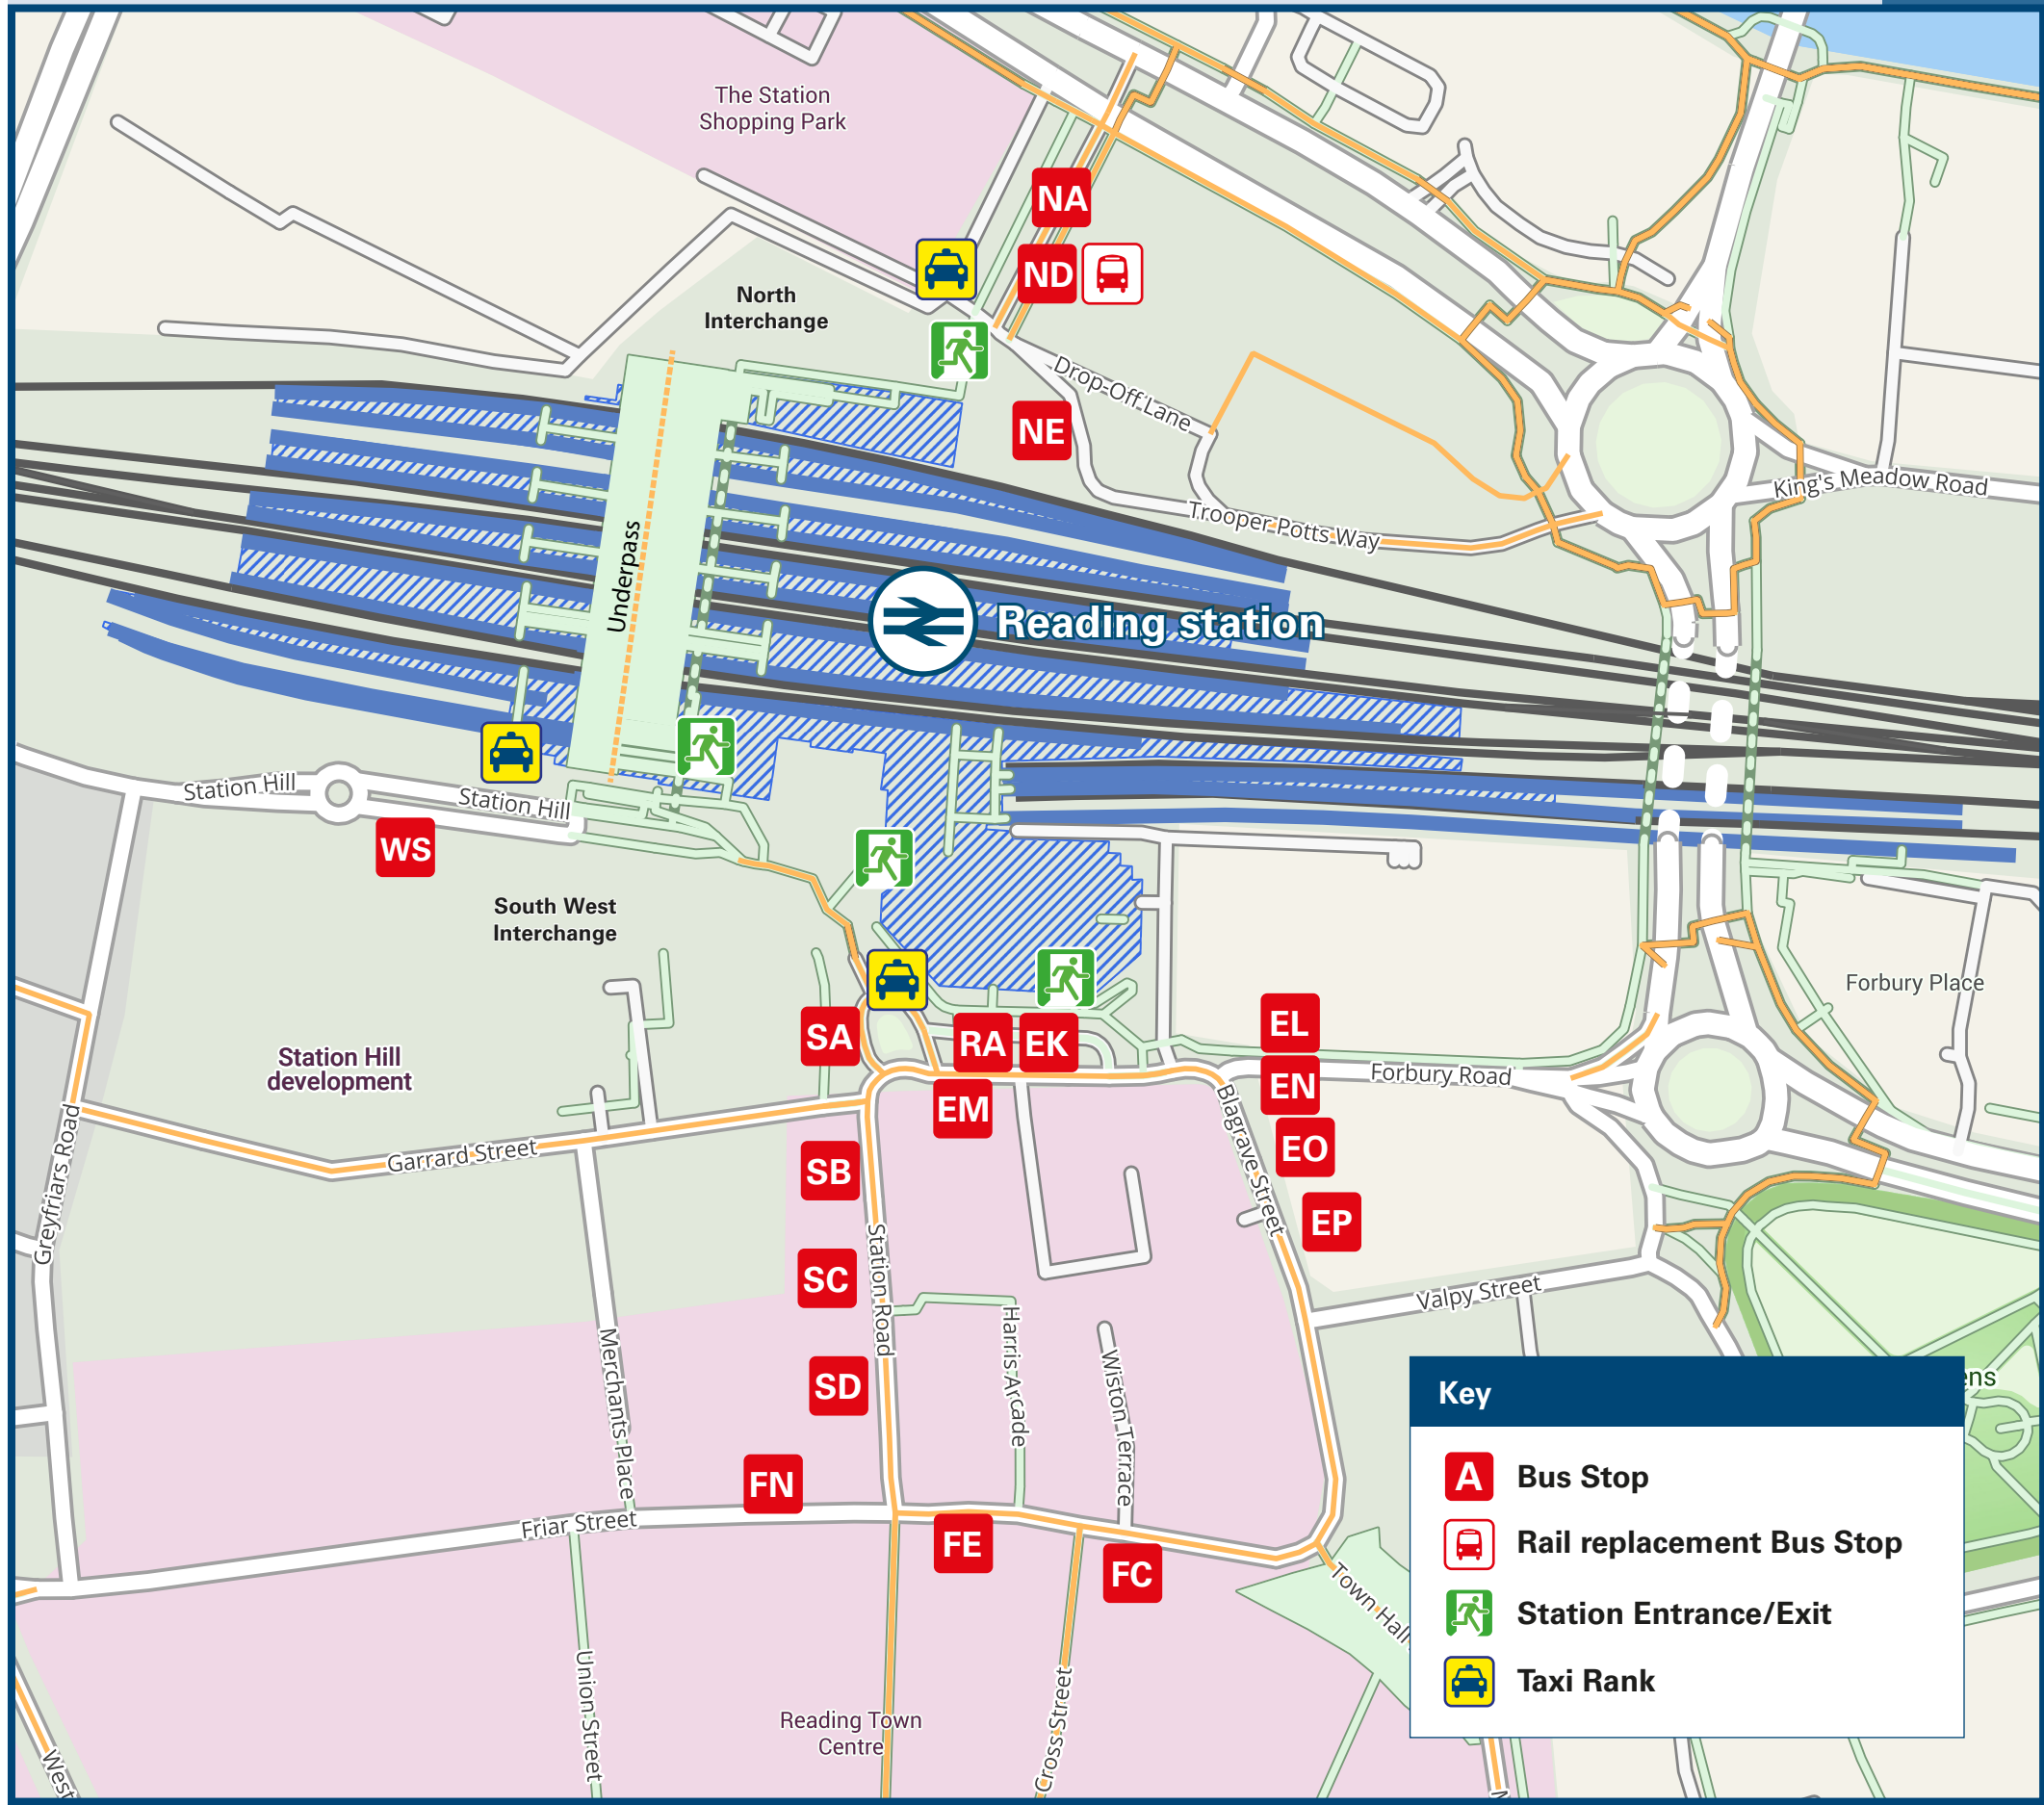 The Station
Shopping Park
NA
ND
North
Interchange
Drop-Off Lane
NE
King's Meadow Road
Trooper Potts Way
Underpass
Reading station
Station Hill
Station Hill
WS
South West
Interchange
Forbury Place
SA
RA
EK
EL
Station Hill
development
Forbury Road
EN
EM
Blagrave Street
Garrard Street
EO
Greyfriars Road
SB
EP
Station Road
SC
Valpy Street
Harris Arcade
Merchants Place
Wiston Terrace
SD
FN
Friar Street
FE
FC
Town Hall
Union Street
Cross Street
Reading Town
Centre
West
ens
Key
A
Bus Stop
Rail replacement Bus Stop
Station Entrance/Exit
Taxi Rank